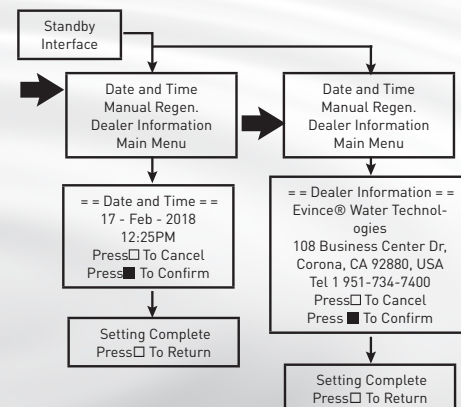 Standby
Interface
Date and Time
Manual Regen.
Dealer Information
Main Menu
= = Date and Time = =
17 - Feb - 2018
12:25PM
Press□ To Cancel
Press■ To Confirm
Setting Complete
Press□ To Return
Date and Time
Manual Regen.
Dealer Information
Main Menu
= = Dealer Information = =
Evince® Water Technol-
ogies
108 Business Center Dr,
Corona, CA 92880, USA
Tel 1 951-734-7400
Press□ To Cancel
Press ■ To Confirm
Setting Complete
Press□ To Return